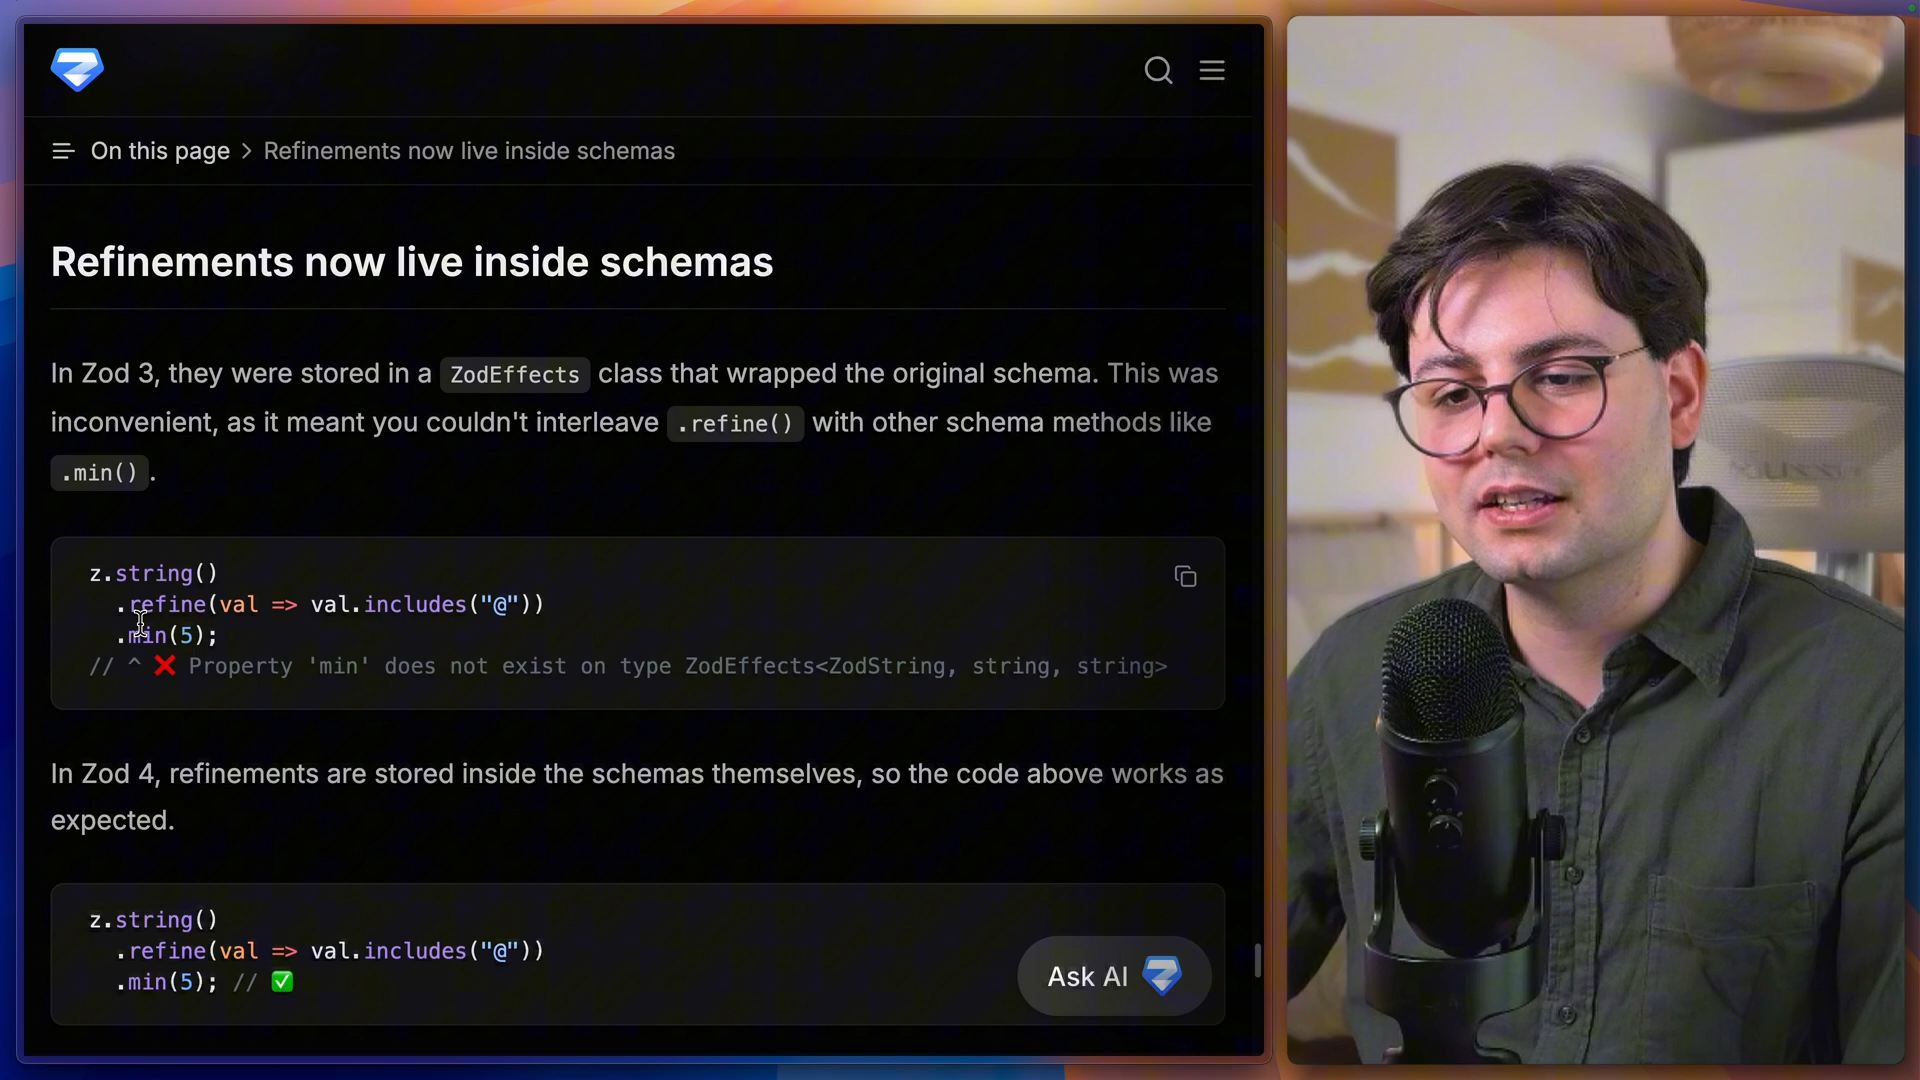 On this page > Refinements now live inside schemas
Refinements now live inside schemas
In Zod 3, they were stored in a ZodEffects class that wrapped the original schema. This was
inconvenient, as it meant you couldn't interleave .refine() with other schema methods like
.min().
z.string()
.refine(val => val.includes("@"))
.min(5);
// ^ ❌ Property 'min' does not exist on type ZodEffects<ZodString, string, string>
In Zod 4, refinements are stored inside the schemas themselves, so the code above works as
expected.
z.string()
.refine(val => val.includes("@"))
.min(5); // ✅
Ask AI